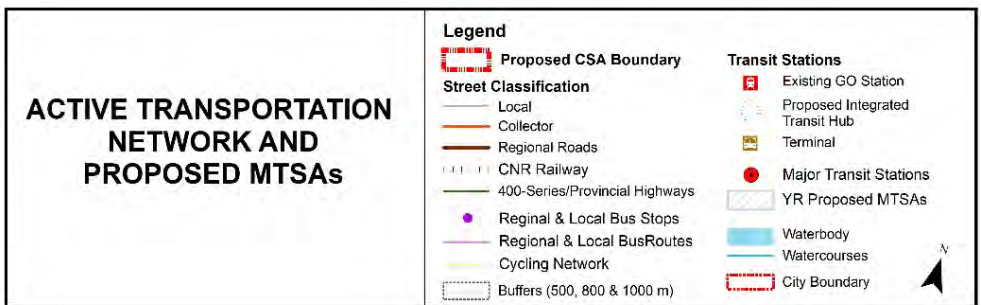 ACTIVE TRANSPORTATION
NETWORK AND
PROPOSED MTSAs
Legend
Proposed CSA Boundary
Street Classification
Local
Collector
Regional Roads
CNR Railway
400-Series/Provincial Highways
Reginal & Local Bus Stops
Regional & Local BusRoutes
Cycling Network
Buffers (500, 800 & 1000 m)
Transit Stations
Existing GO Station
Proposed Integrated
Transit Hub
Terminal
Major Transit Stations
YR Proposed MTSAs
Waterbody
Watercourses
City Boundary
N